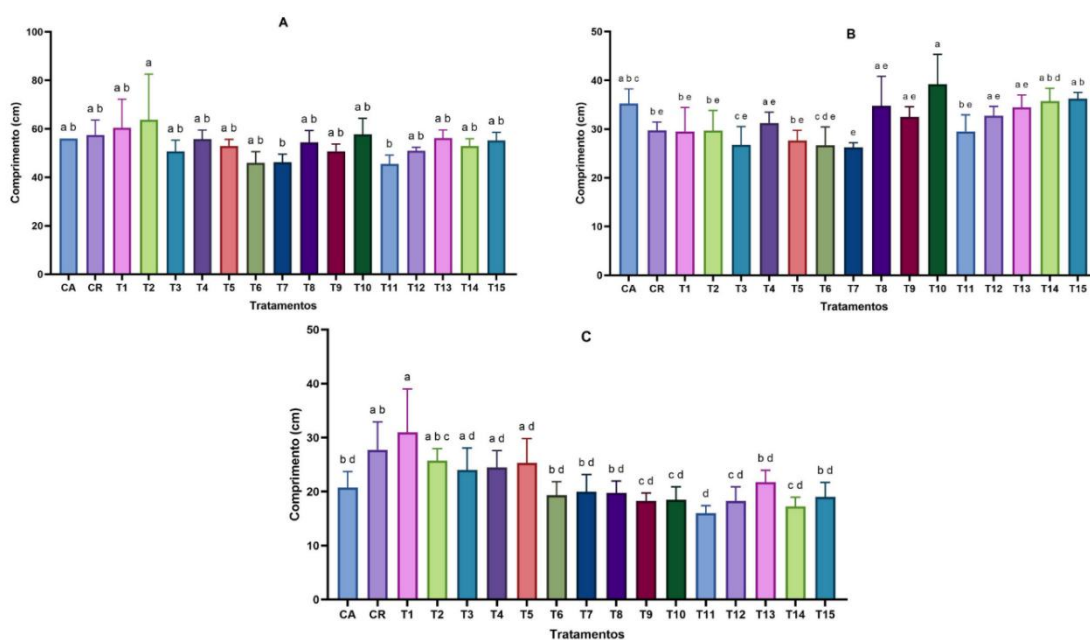 A
Comprimento (cm)
100
80
60
40
20
0
a b
a b
a b
a
a b
a b
a b
a b
b
a b
a b
a b
b
a b
a b
a b
a b
CA CR T1 T2 T3 T4 T5 T6 T7 T8 T9 T10 T11 T12 T13 T14 T15
Tratamentos
B
Comprimento (cm)
50
40
30
20
10
0
a b c
b e
b e
b e
c e
a e
b e
c d e
e
a e
a e
a
b e
a e
a e
a b d
a b
CA CR T1 T2 T3 T4 T5 T6 T7 T8 T9 T10 T11 T12 T13 T14 T15
Tratamentos
C
Comprimento (cm)
50
40
30
20
10
0
b d
a b
a
a b c
a d
a d
a d
b d
b d
b d
c d
c d
d
c d
b d
c d
b d
CA CR T1 T2 T3 T4 T5 T6 T7 T8 T9 T10 T11 T12 T13 T14 T15
Tratamentos